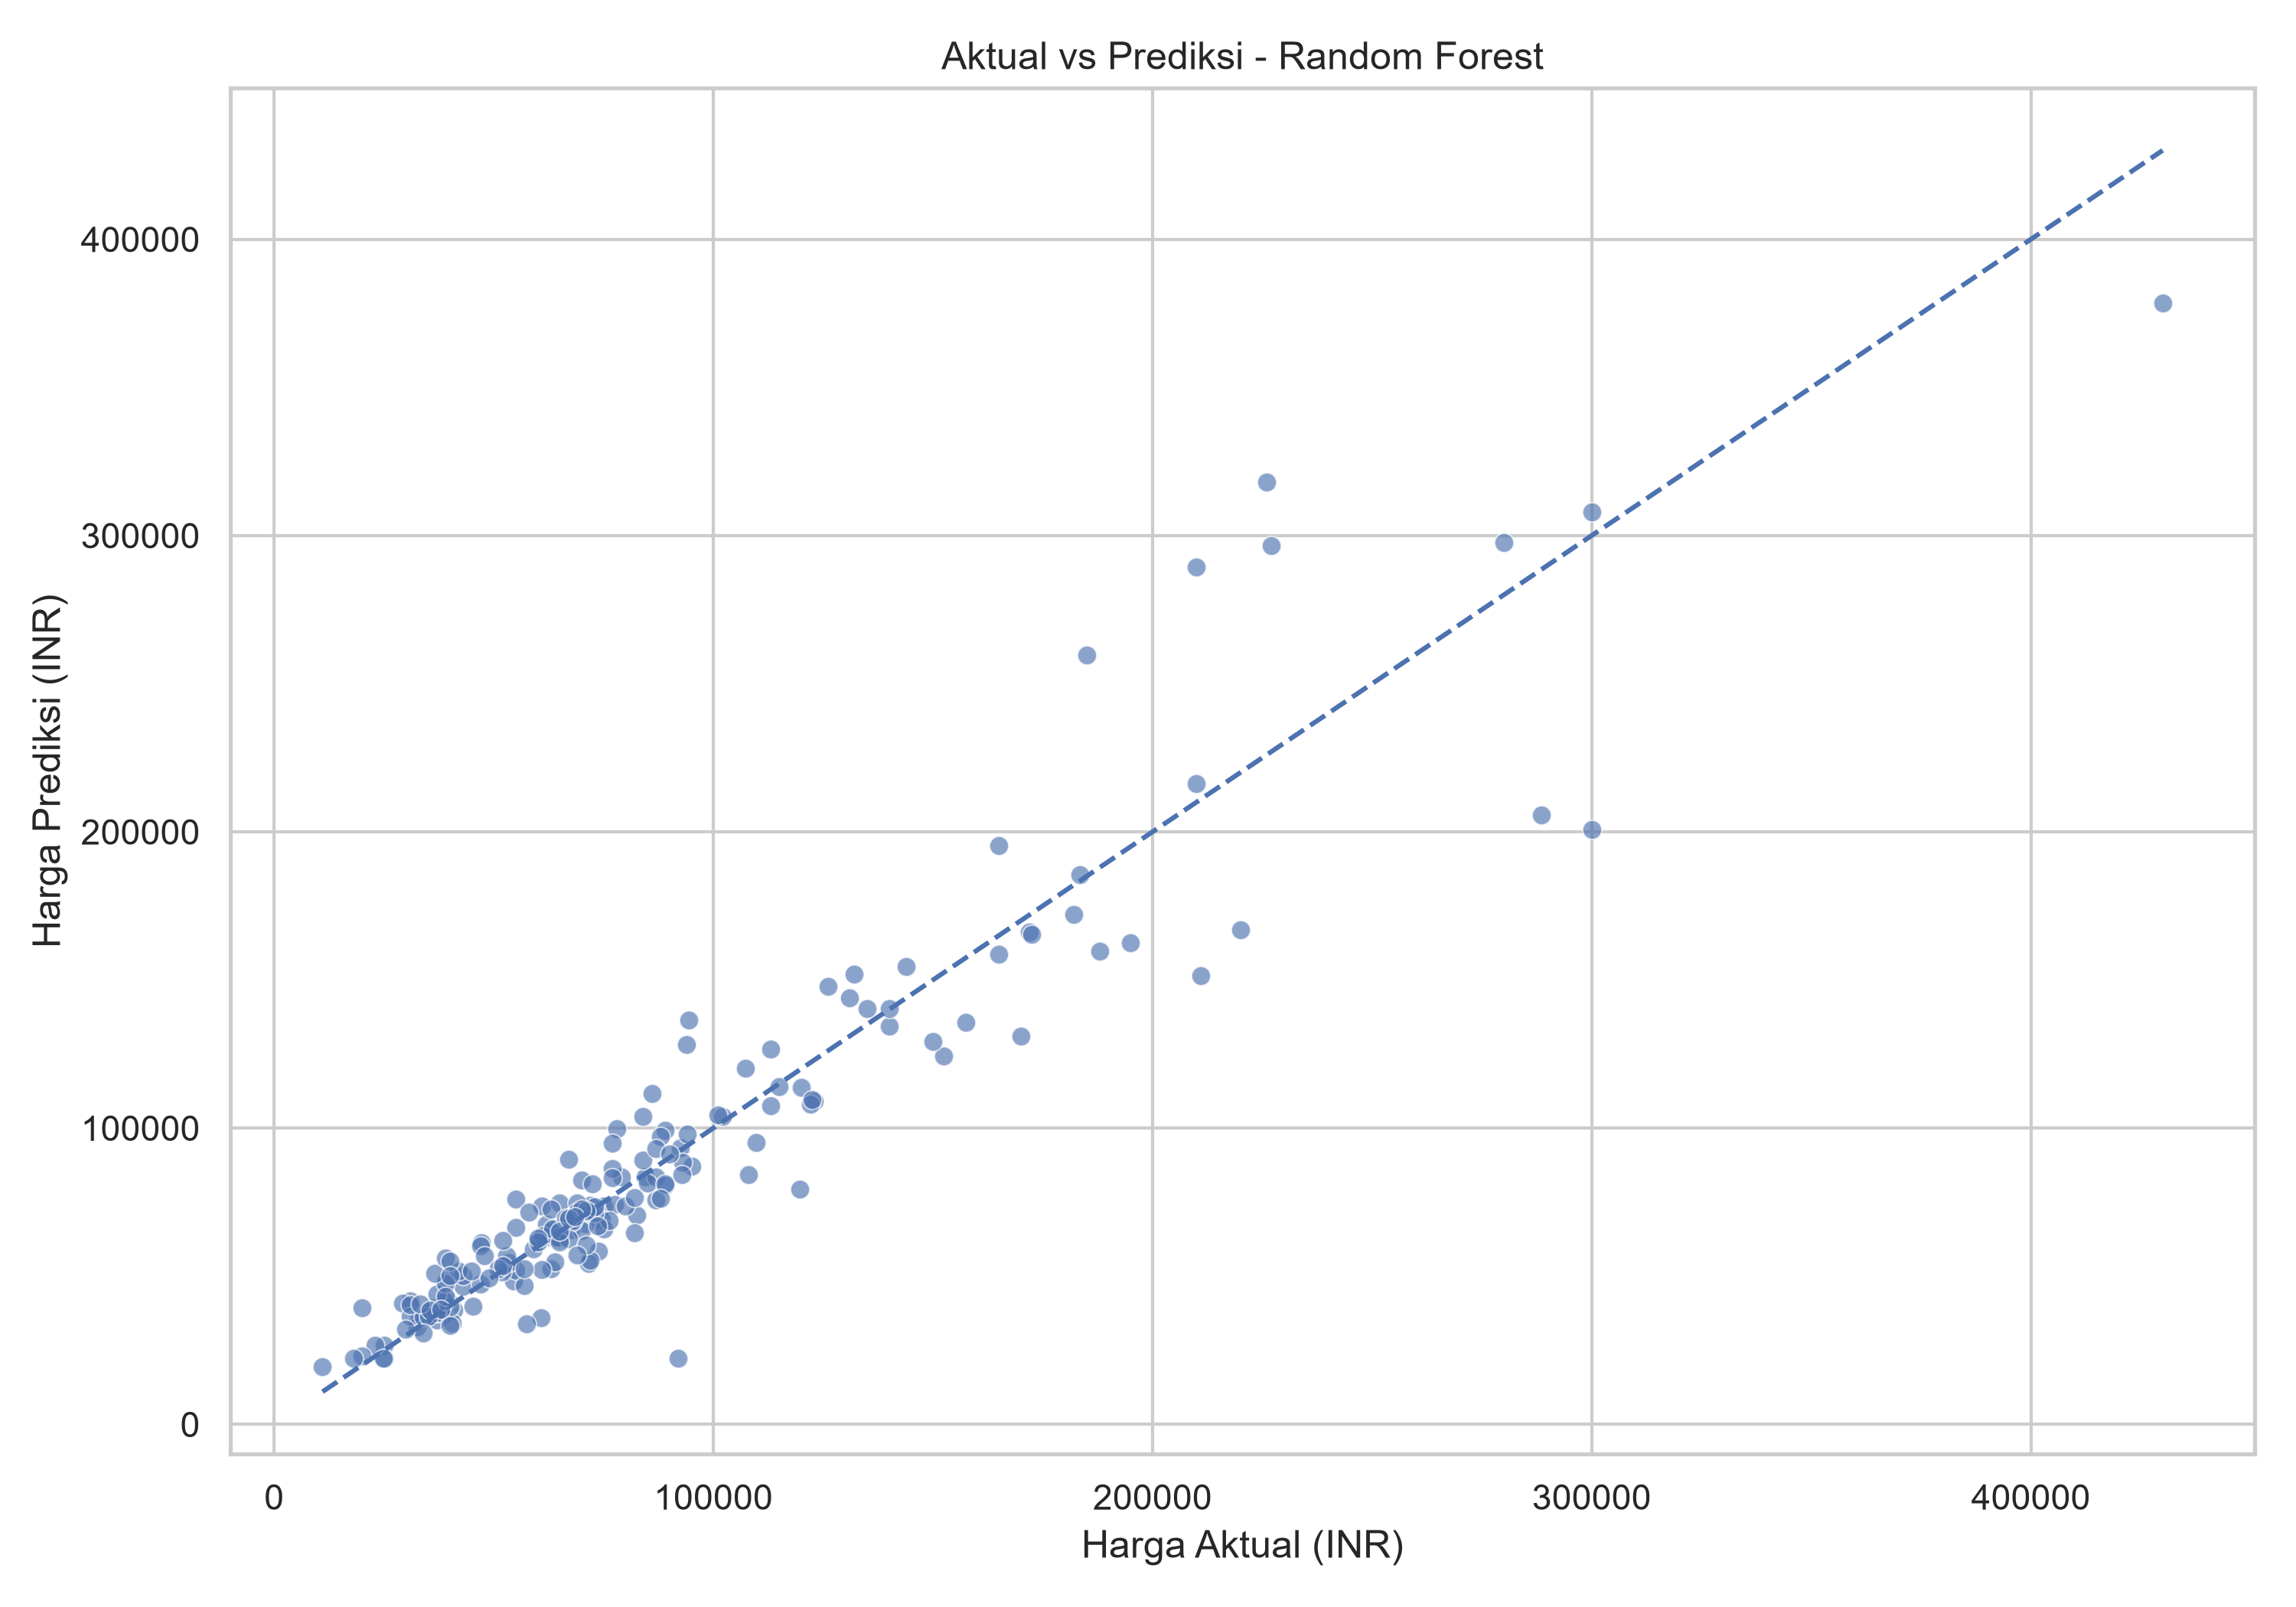 Aktual vs Prediksi - Random Forest
Harga Prediksi (INR)
400000
300000
200000
100000
0
0 100000 200000 300000 400000
Harga Aktual (INR)